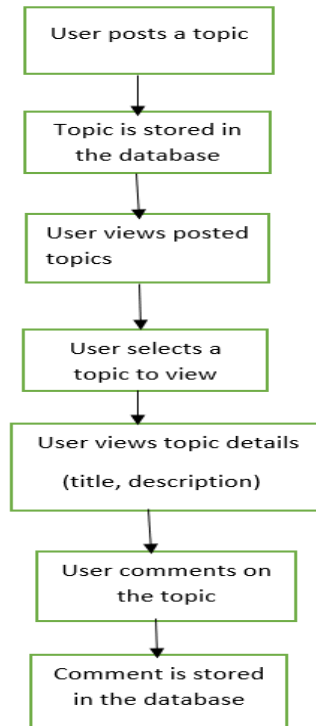 User posts a topic
Topic is stored in
the database
User views posted
topics
User selects a
topic to view
User views topic details
(title, description)
User comments on
the topic
Comment is stored
in the database